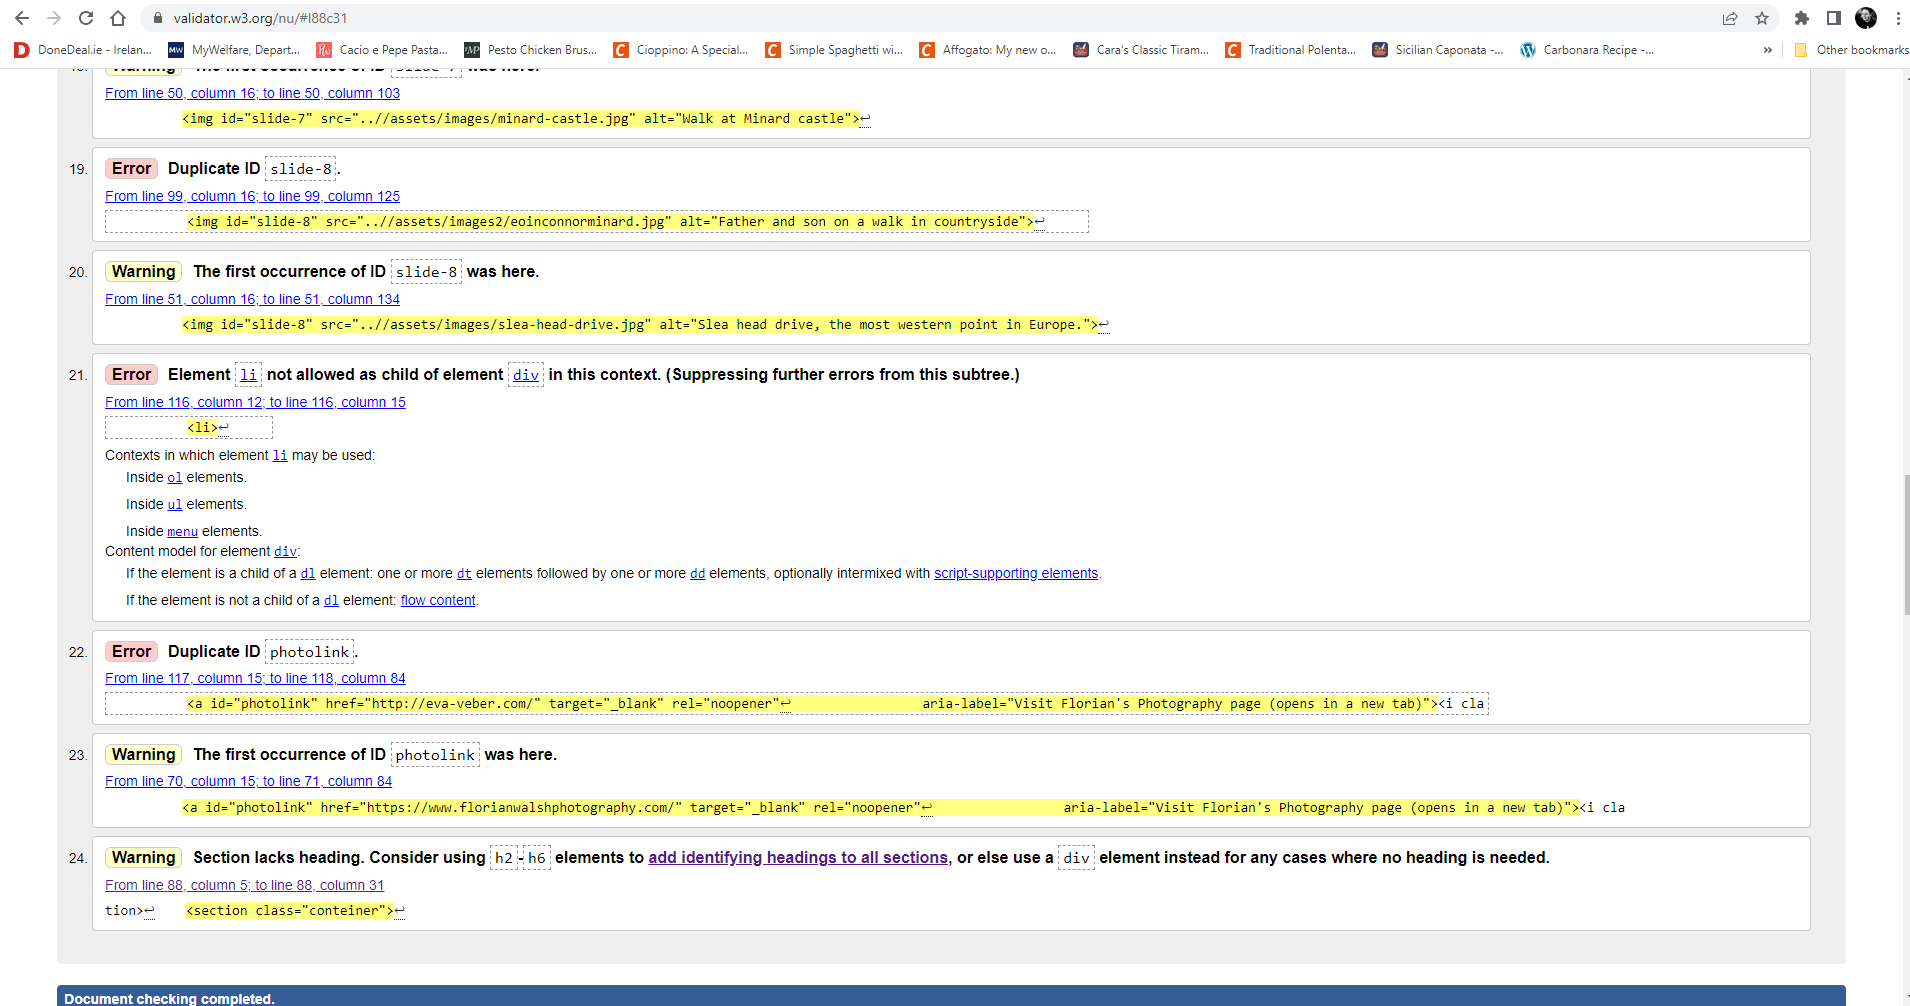 validator.w3.org/nu/#l88c31
DoneDeal.ie - Irelan...
MyWelfare, Depart...
Cacio e Pepe Pasta...
Pesto Chicken Brus...
Cioppino: A Special...
Simple Spaghetti wi...
Affogato: My new o...
Cara's Classic Tiram...
Traditional Polenta...
Sicilian Caponata -...
Carbonara Recipe -...
» Other bookmarks
18. Warning The first occurrence of ID slide-7 was here.
From line 50, column 16; to line 50, column 103
<img id="slide-7" src="..//assets/images/minard-castle.jpg" alt="Walk at Minard castle">↩
19. Error Duplicate ID slide-8.
From line 99, column 16; to line 99, column 125
<img id="slide-8" src="..//assets/images2/eoinconnorminard.jpg" alt="Father and son on a walk in countryside">↩
20. Warning The first occurrence of ID slide-8 was here.
From line 51, column 16; to line 51, column 134
<img id="slide-8" src="..//assets/images/slea-head-drive.jpg" alt="Slea head drive, the most western point in Europe.">↩
21. Error Element li not allowed as child of element div in this context. (Suppressing further errors from this subtree.)
From line 116, column 12; to line 116, column 15
<li>↩
Contexts in which element li may be used:
Inside ol elements.
Inside ul elements.
Inside menu elements.
Content model for element div:
If the element is a child of a dl element: one or more dt elements followed by one or more dd elements, optionally intermixed with script-supporting elements.
If the element is not a child of a dl element: flow content.
22. Error Duplicate ID photolink.
From line 117, column 15; to line 118, column 84
<a id="photolink" href="http://eva-veber.com/" target="_blank" rel="noopener"↩ aria-label="Visit Florian's Photography page (opens in a new tab)"><i cla
23. Warning The first occurrence of ID photolink was here.
From line 70, column 15; to line 71, column 84
<a id="photolink" href="https://www.florianwalshphotography.com/" target="_blank" rel="noopener"↩ aria-label="Visit Florian's Photography page (opens in a new tab)"><i cla
24. Warning Section lacks heading. Consider using h2-h6 elements to add identifying headings to all sections, or else use a div element instead for any cases where no heading is needed.
From line 88, column 5; to line 88, column 31
tion>↩ <section class="conteiner">↩
Document checking completed.